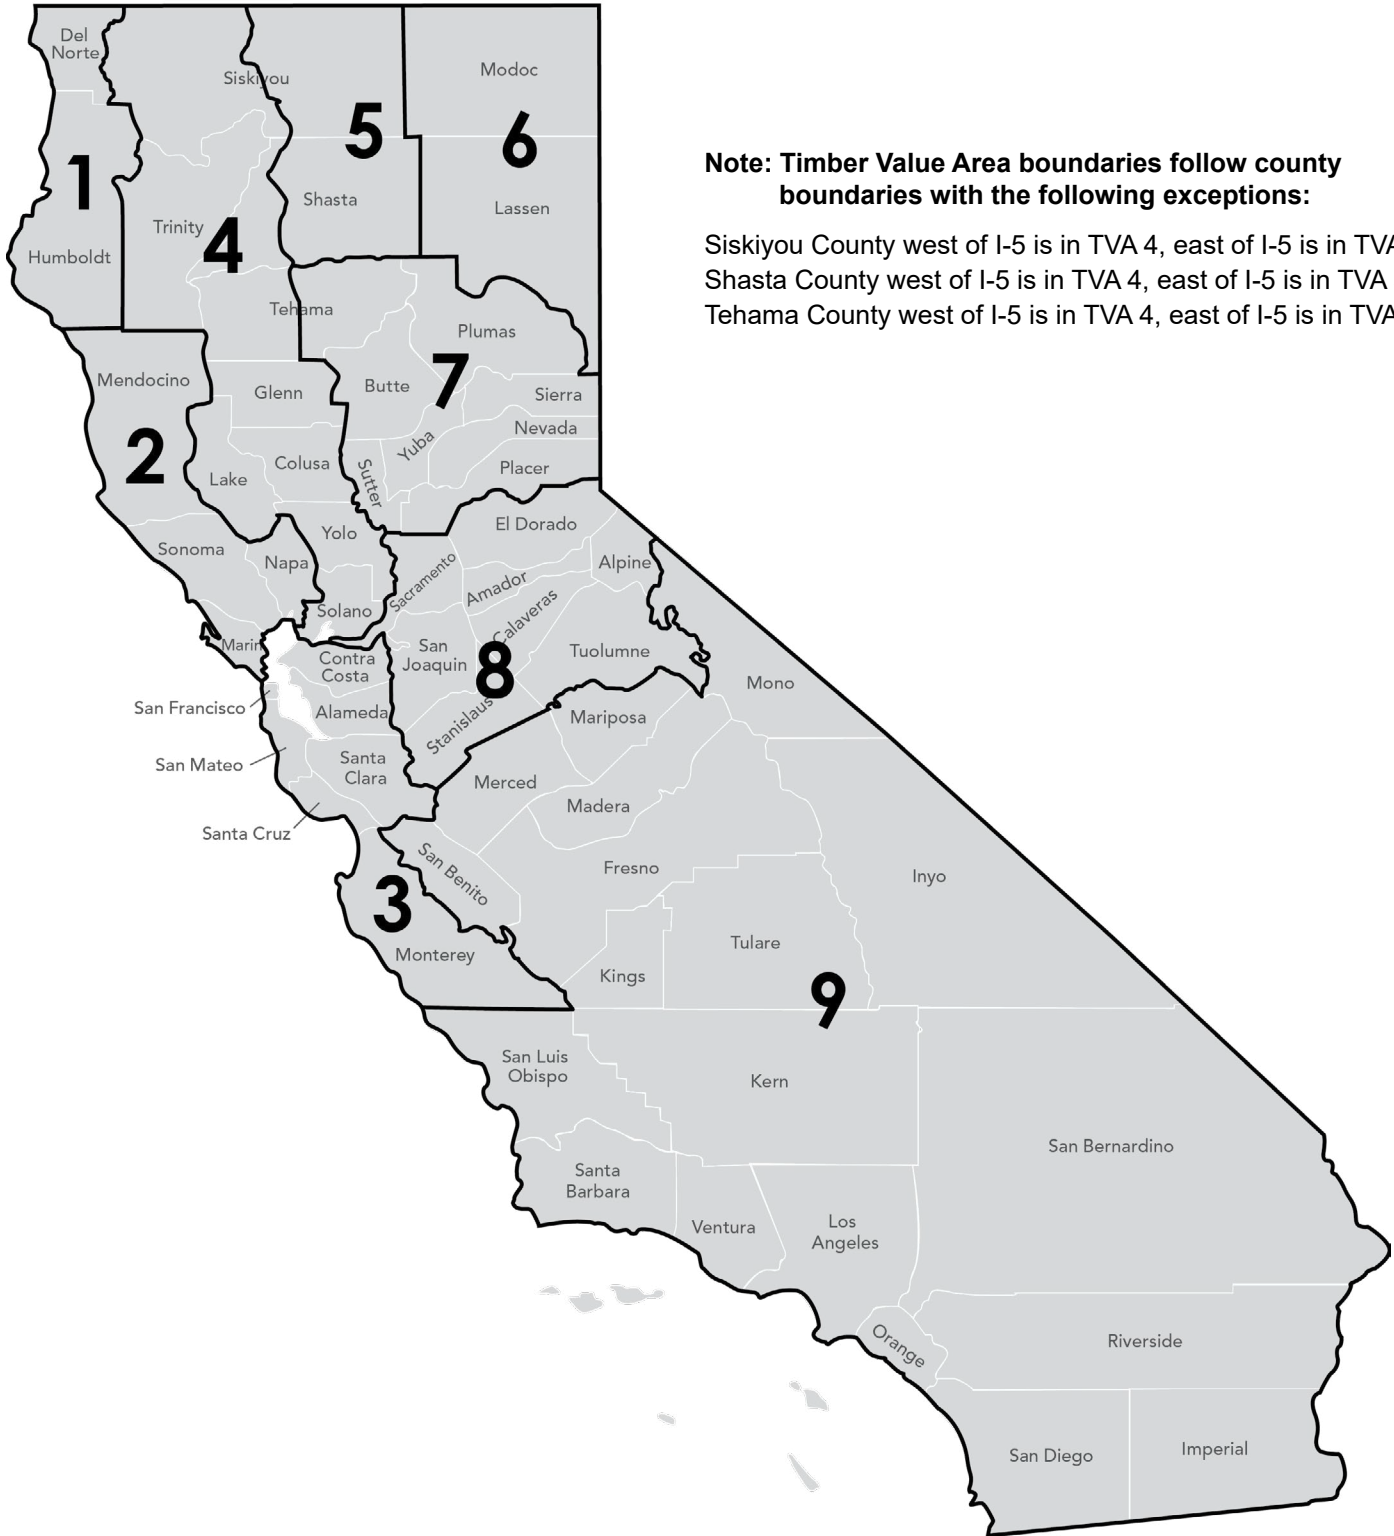 Del
Norte
Siskiyou
Modoc
5
6
1
Note: Timber Value Area boundaries follow county
boundaries with the following exceptions:
Shasta
Lassen
Trinity
4
Humboldt
Siskiyou County west of I-5 is in TVA 4, east of I-5 is in TVA
Shasta County west of I-5 is in TVA 4, east of I-5 is in TVA
Tehama County west of I-5 is in TVA 4, east of I-5 is in TVA
Tehama
Plumas
Mendocino
Glenn
Butte
7
Sierra
2
Nevada
Yuba
Colusa
Lake
Sutter
Placer
El Dorado
Yolo
Sonoma
Napa
Sacramento
Amador
Alpine
Solano
Calaveras
Marin
San
Joaquin
8
Tuolumne
Contra
Costa
Mono
San Francisco
Alameda
Stanislaus
Mariposa
San Mateo
Santa
Clara
Merced
Madera
Santa Cruz
San Benito
Fresno
Inyo
3
Monterey
Tulare
Kings
9
San Luis
Obispo
Kern
San Bernardino
Santa
Barbara
Ventura
Los
Angeles
Orange
Riverside
San Diego
Imperial